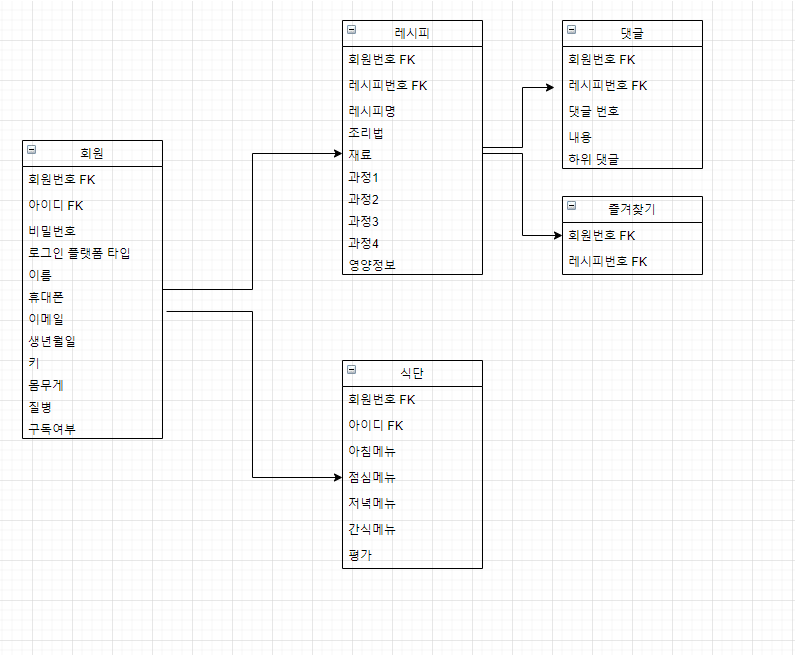 회원
회원번호 FK
아이디 FK
비밀번호
로그인 플랫폼 타입
이름
휴대폰
이메일
생년월일
키
몸무게
질병
구독여부
레시피
회원번호 FK
레시피번호 FK
레시피명
조리법
재료
과정1
과정2
과정3
과정4
영양정보
댓글
회원번호 FK
레시피번호 FK
댓글 번호
내용
하위 댓글
즐겨찾기
회원번호 FK
레시피번호 FK
식단
회원번호 FK
아이디 FK
아침메뉴
점심메뉴
저녁메뉴
간식메뉴
평가